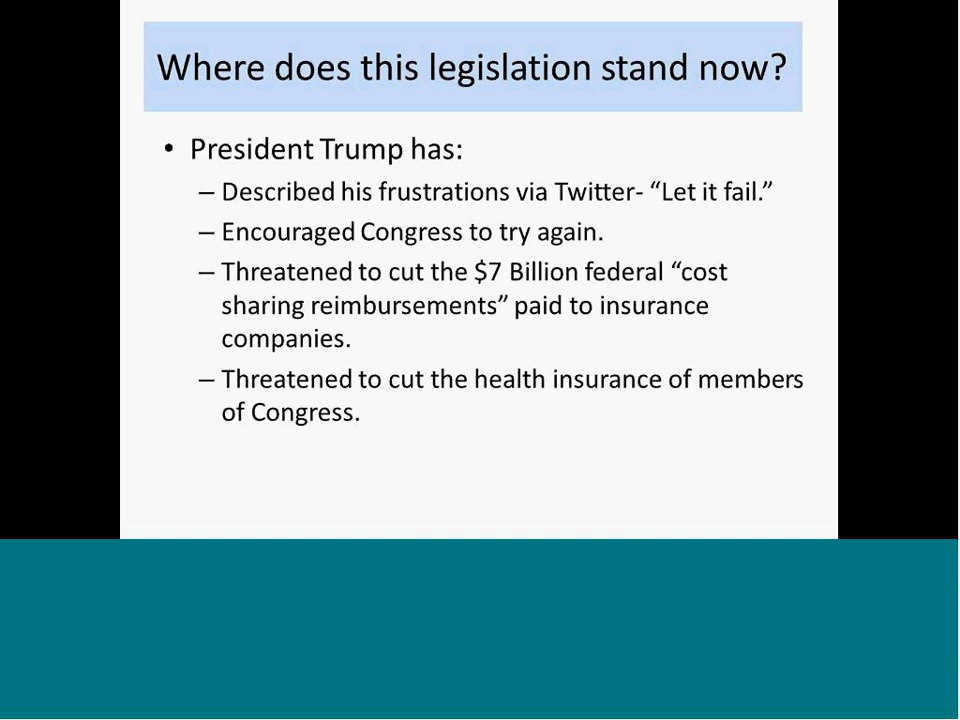 Where does this legislation stand now?
• President Trump has:
– Described his frustrations via Twitter- “Let it fail.”
– Encouraged Congress to try again.
– Threatened to cut the $7 Billion federal “cost
sharing reimbursements” paid to insurance
companies.
– Threatened to cut the health insurance of members
of Congress.